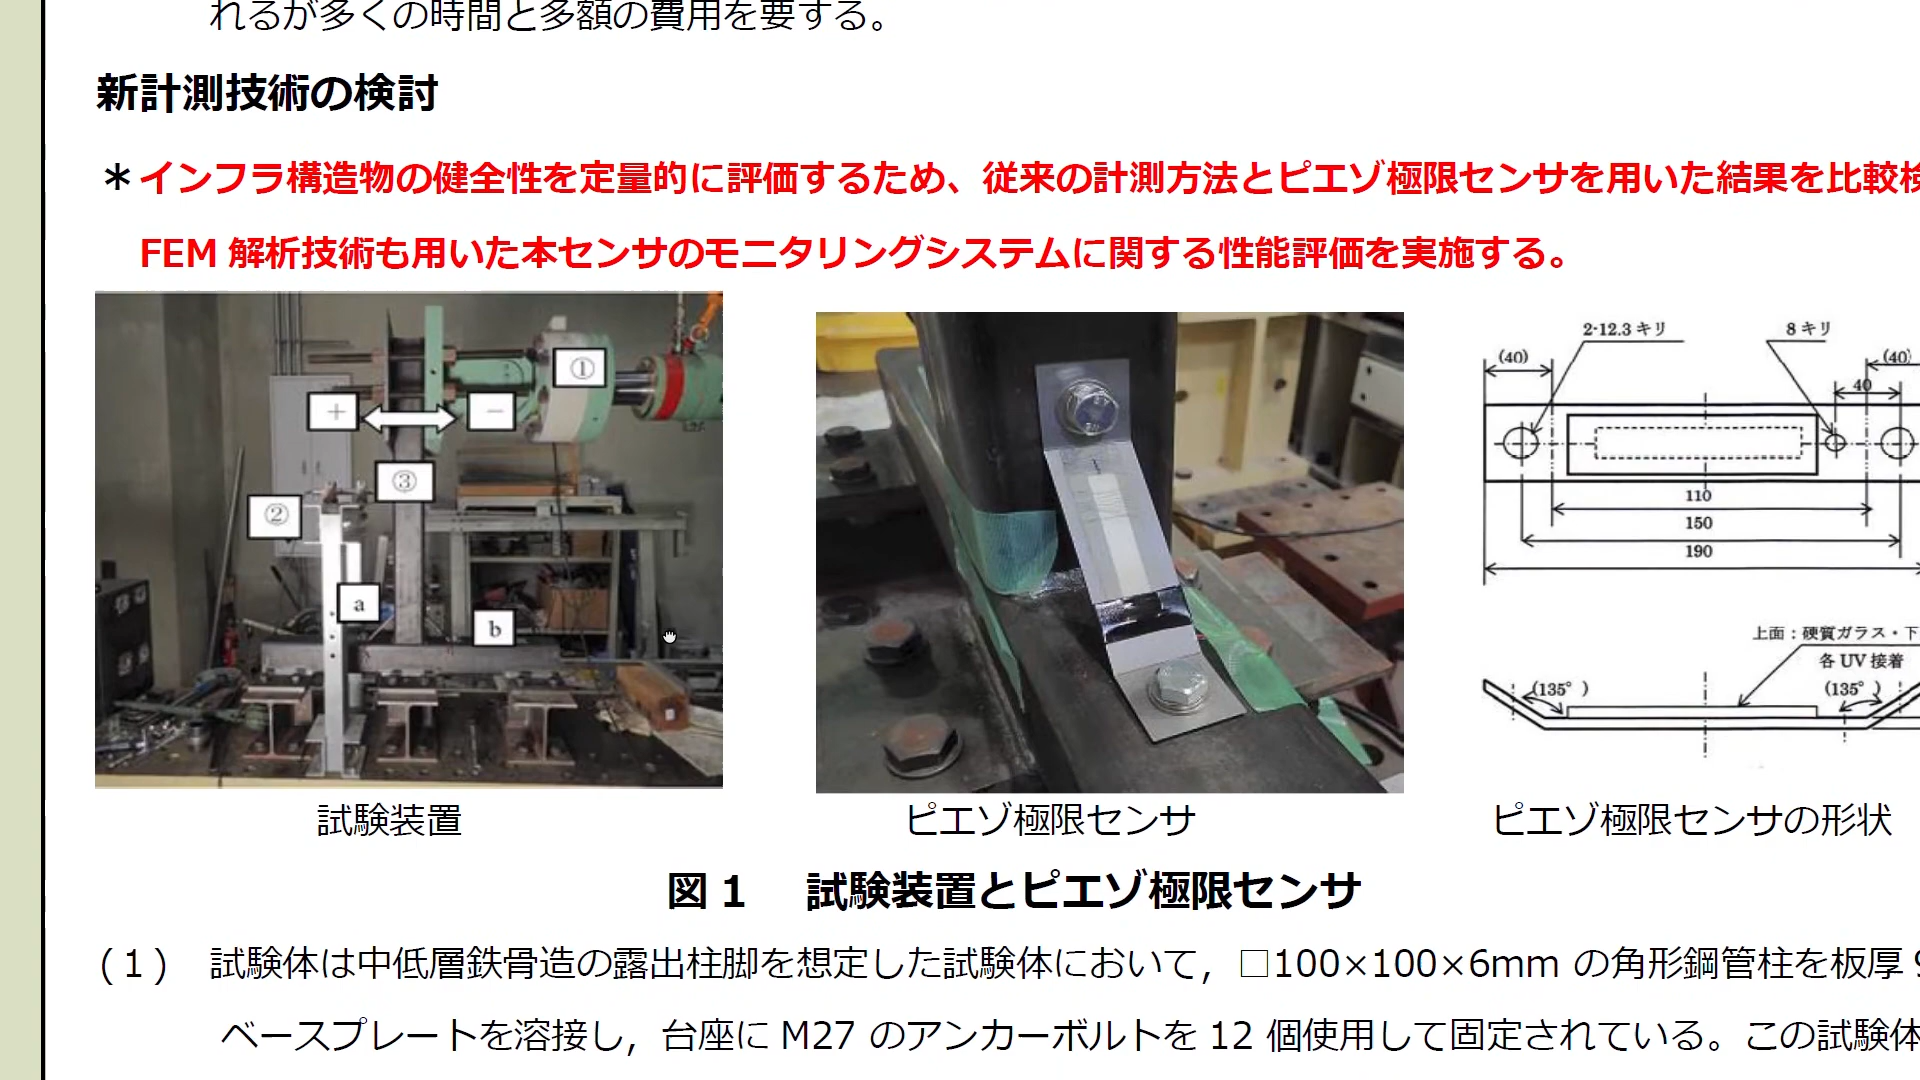 れるが多くの時間と多額の費用を要する。
新計測技術の検討
＊インフラ構造物の健全性を定量的に評価するため、従来の計測方法とピエゾ極限センサを用いた結果を比較検
FEM 解析技術も用いた本センサのモニタリングシステムに関する性能評価を実施する。
①
＋ －
③
②
a
b
2-12.3 キリ 8 キリ
(40) (40)
40
110
150
190
上面：硬質ガラス・下
各 UV 接着
(135°) (135°)
試験装置 ピエゾ極限センサ ピエゾ極限センサの形状
図 1 試験装置とピエゾ極限センサ
(１) 試験体は中低層鉄骨造の露出柱脚を想定した試験体において，□100×100×6mm の角形鋼管柱を板厚
ベースプレートを溶接し，台座に M27 のアンカーボルトを 12 個使用して固定されている。この試験体